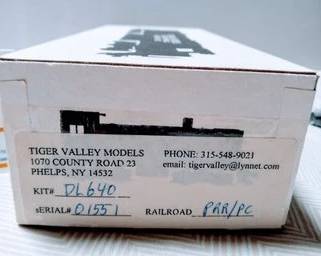 TIGER VALLEY MODELS
1070 COUNTY ROAD 23
PHELPS, NY 14532
PHONE: 315-548-9021
email: tigervalley@lynnet.com
KIT# DL640
sERIAL# 01551 RAILROAD PRR/PC